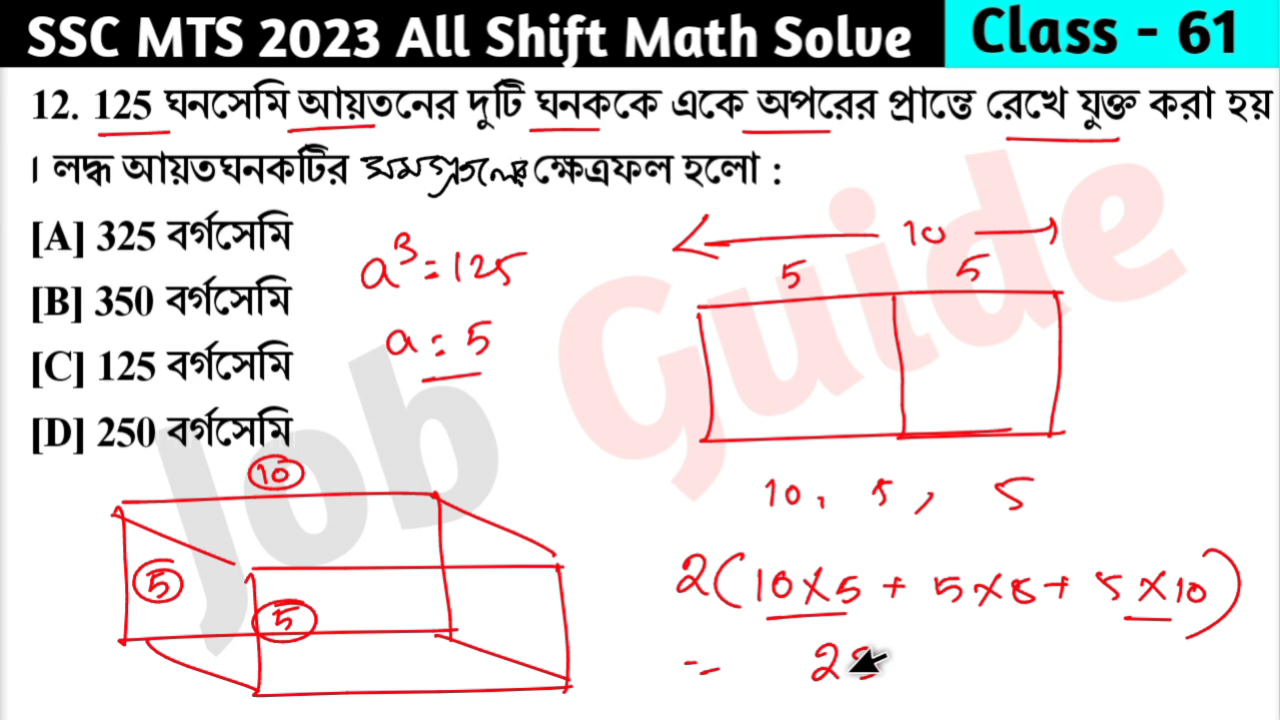 SSC MTS 2023 All Shift Math Solve
Class - 61
12. 125 ঘনসেমি আয়তনের দুটি ঘনককে একে অপরের প্রান্তে রেখে যুক্ত করা হয়
। লদ্ধ আয়তঘনকটির সমগ্রতলের ক্ষেত্রফল হলো :
[A] 325 বর্গসেমি
[B] 350 বর্গসেমি
[C] 125 বর্গসেমি
[D] 250 বর্গসেমি
a³ = 125
a = 5
10
5 5
10, 5, 5
2(10×5 + 5×5 + 5×10)
= 2
10
5
5
Job Guide